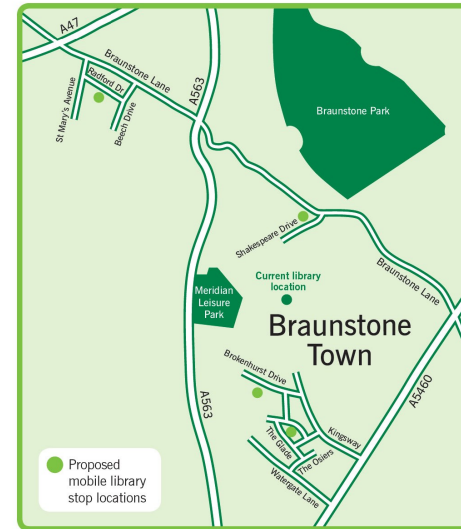 A47
Braunstone Lane
A563
Radford Dr
St Mary's Avenue
Beech Drive
Braunstone Park
Shakespeare Drive
Braunstone Lane
Current library
location
Meridian
Leisure
Park
Braunstone
Town
A5460
Brokenhurst Drive
A563
Kingsway
The Glade
The Osiers
Watergate Lane
Proposed
mobile library
stop locations